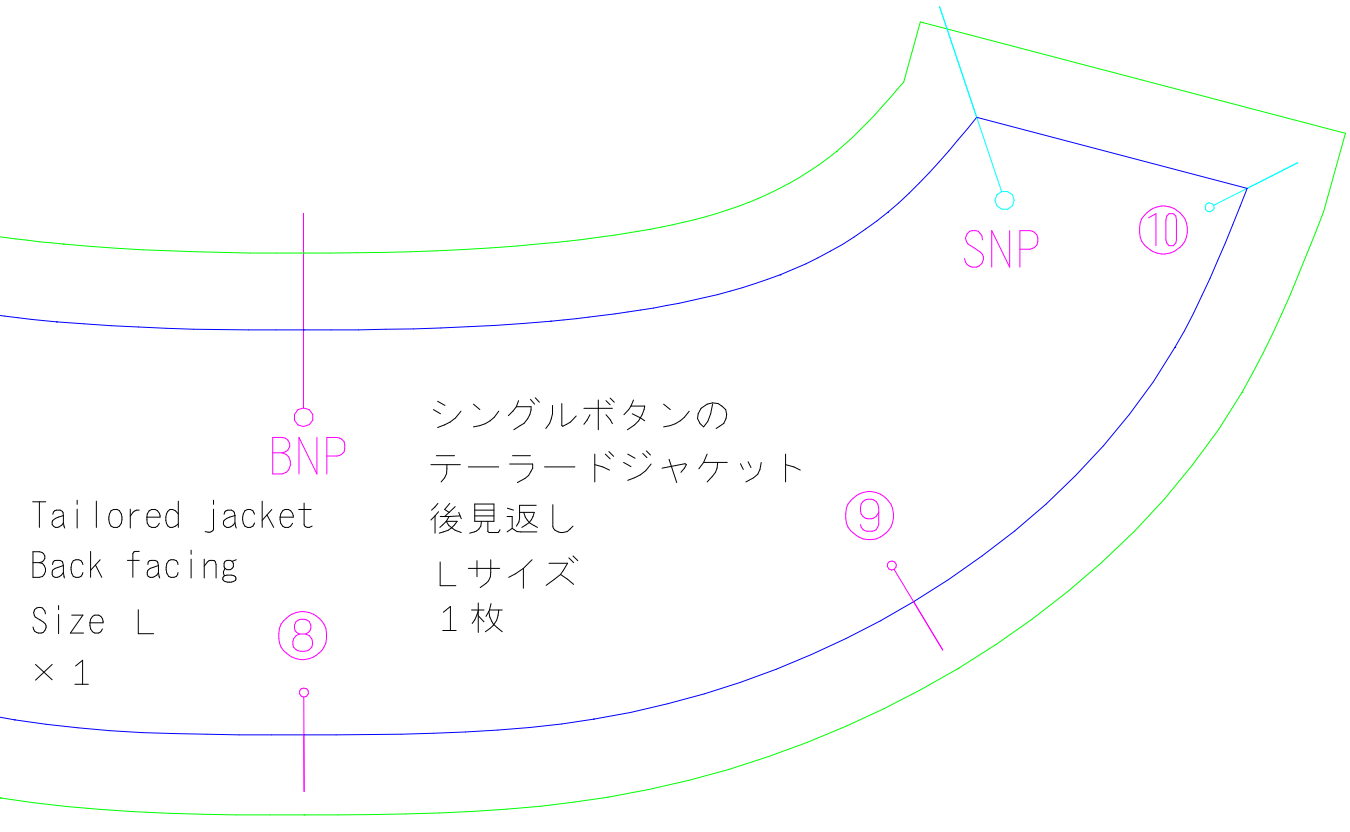 SNP
⑩
BNP
シングルボタンの
テーラードジャケット
後見返し
Lサイズ
1枚
Tailored jacket
Back facing
Size L
× 1
⑨
⑧